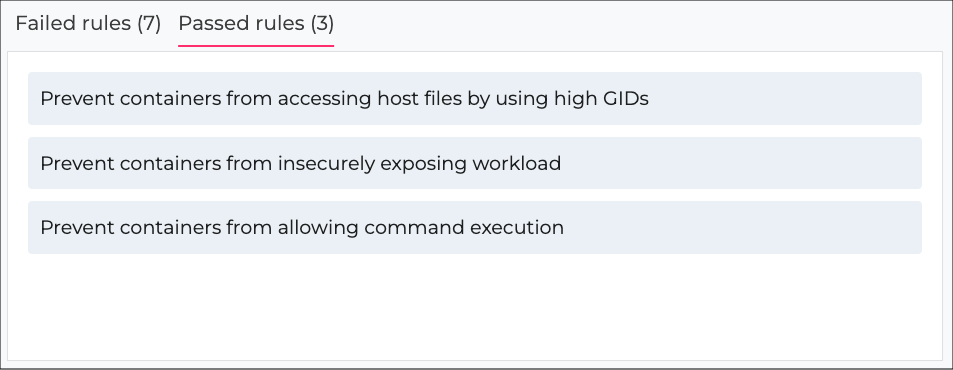 Failed rules (7) Passed rules (3)
Prevent containers from accessing host files by using high GIDs
Prevent containers from insecurely exposing workload
Prevent containers from allowing command execution